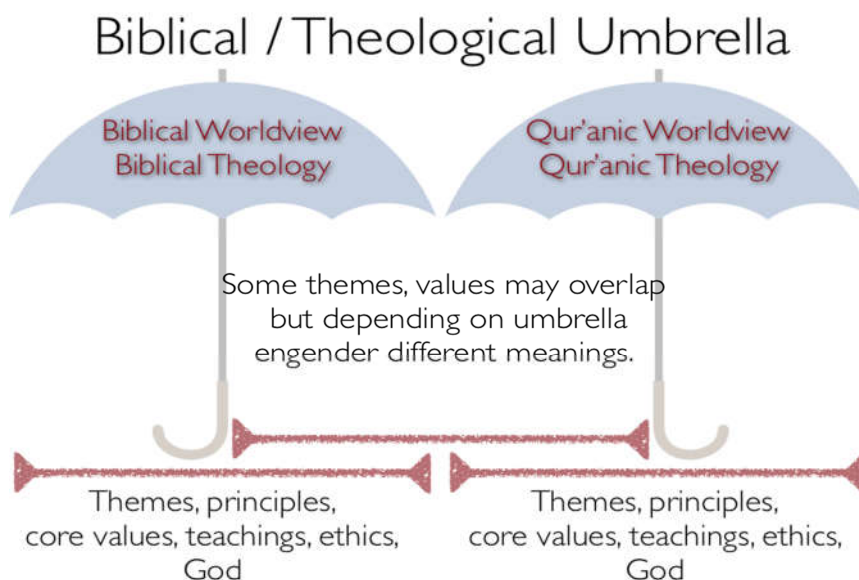 Biblical / Theological Umbrella
Biblical Worldview
Biblical Theology
Qur'anic Worldview
Qur'anic Theology
Some themes, values may overlap
but depending on umbrella
engender different meanings.
Themes, principles,
core values, teachings, ethics,
God
Themes, principles,
core values, teachings, ethics,
God